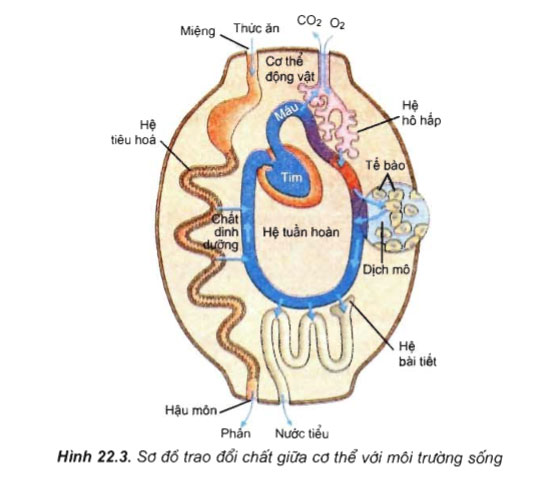 Miệng
Thức ăn
CO2
O2
Cơ thể
động vật
Hệ
hô hấp
Máu
Hệ
tiêu hoá
Tế bào
Tim
Chất
dinh
dưỡng
Hệ tuần hoàn
Dịch mô
Hệ
bài tiết
Hậu môn
Phân
Nước tiểu
Hình 22.3. Sơ đồ trao đổi chất giữa cơ thể với môi trường sống